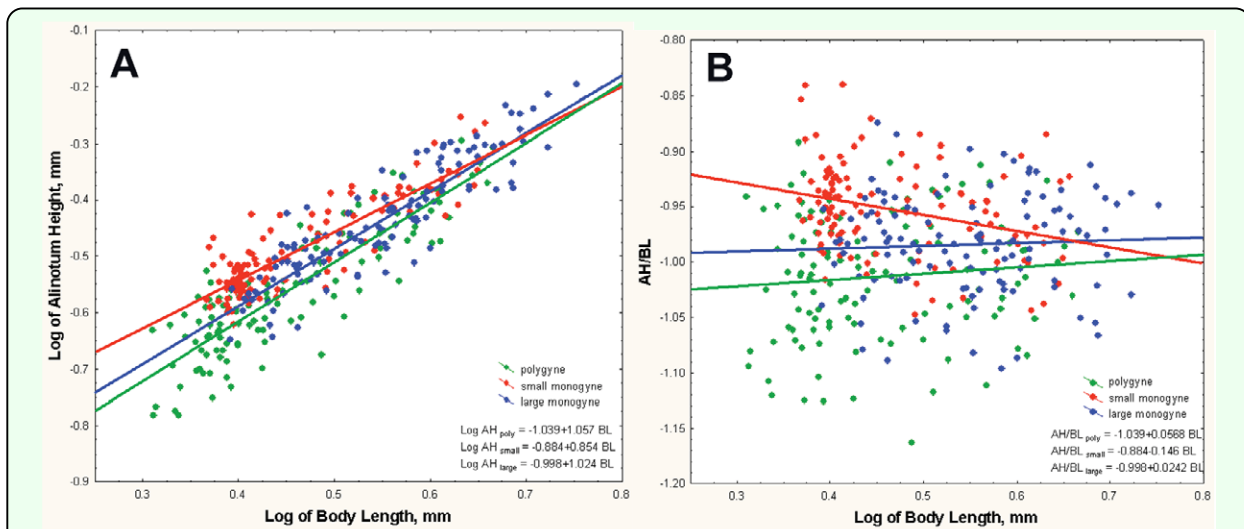 A
Log of Alinotum Height, mm
-0.1
-0.2
-0.3
-0.4
-0.5
-0.6
-0.7
-0.8
-0.9
0.3 0.4 0.5 0.6 0.7 0.8
Log of Body Length, mm
polygyne
small monogyne
large monogyne
Log AH poly = -1.039+1.057 BL
Log AH small = -0.884+0.854 BL
Log AH large = -0.998+1.024 BL
B
AH/BL
-0.80
-0.85
-0.90
-0.95
-1.00
-1.05
-1.10
-1.15
-1.20
0.3 0.4 0.5 0.6 0.7 0.8
Log of Body Length, mm
polygyne
small monogyne
large monogyne
AH/BL poly = -1.039+0.0568 BL
AH/BL small = -0.884-0.146 BL
AH/BL large = -0.998+0.0242 BL